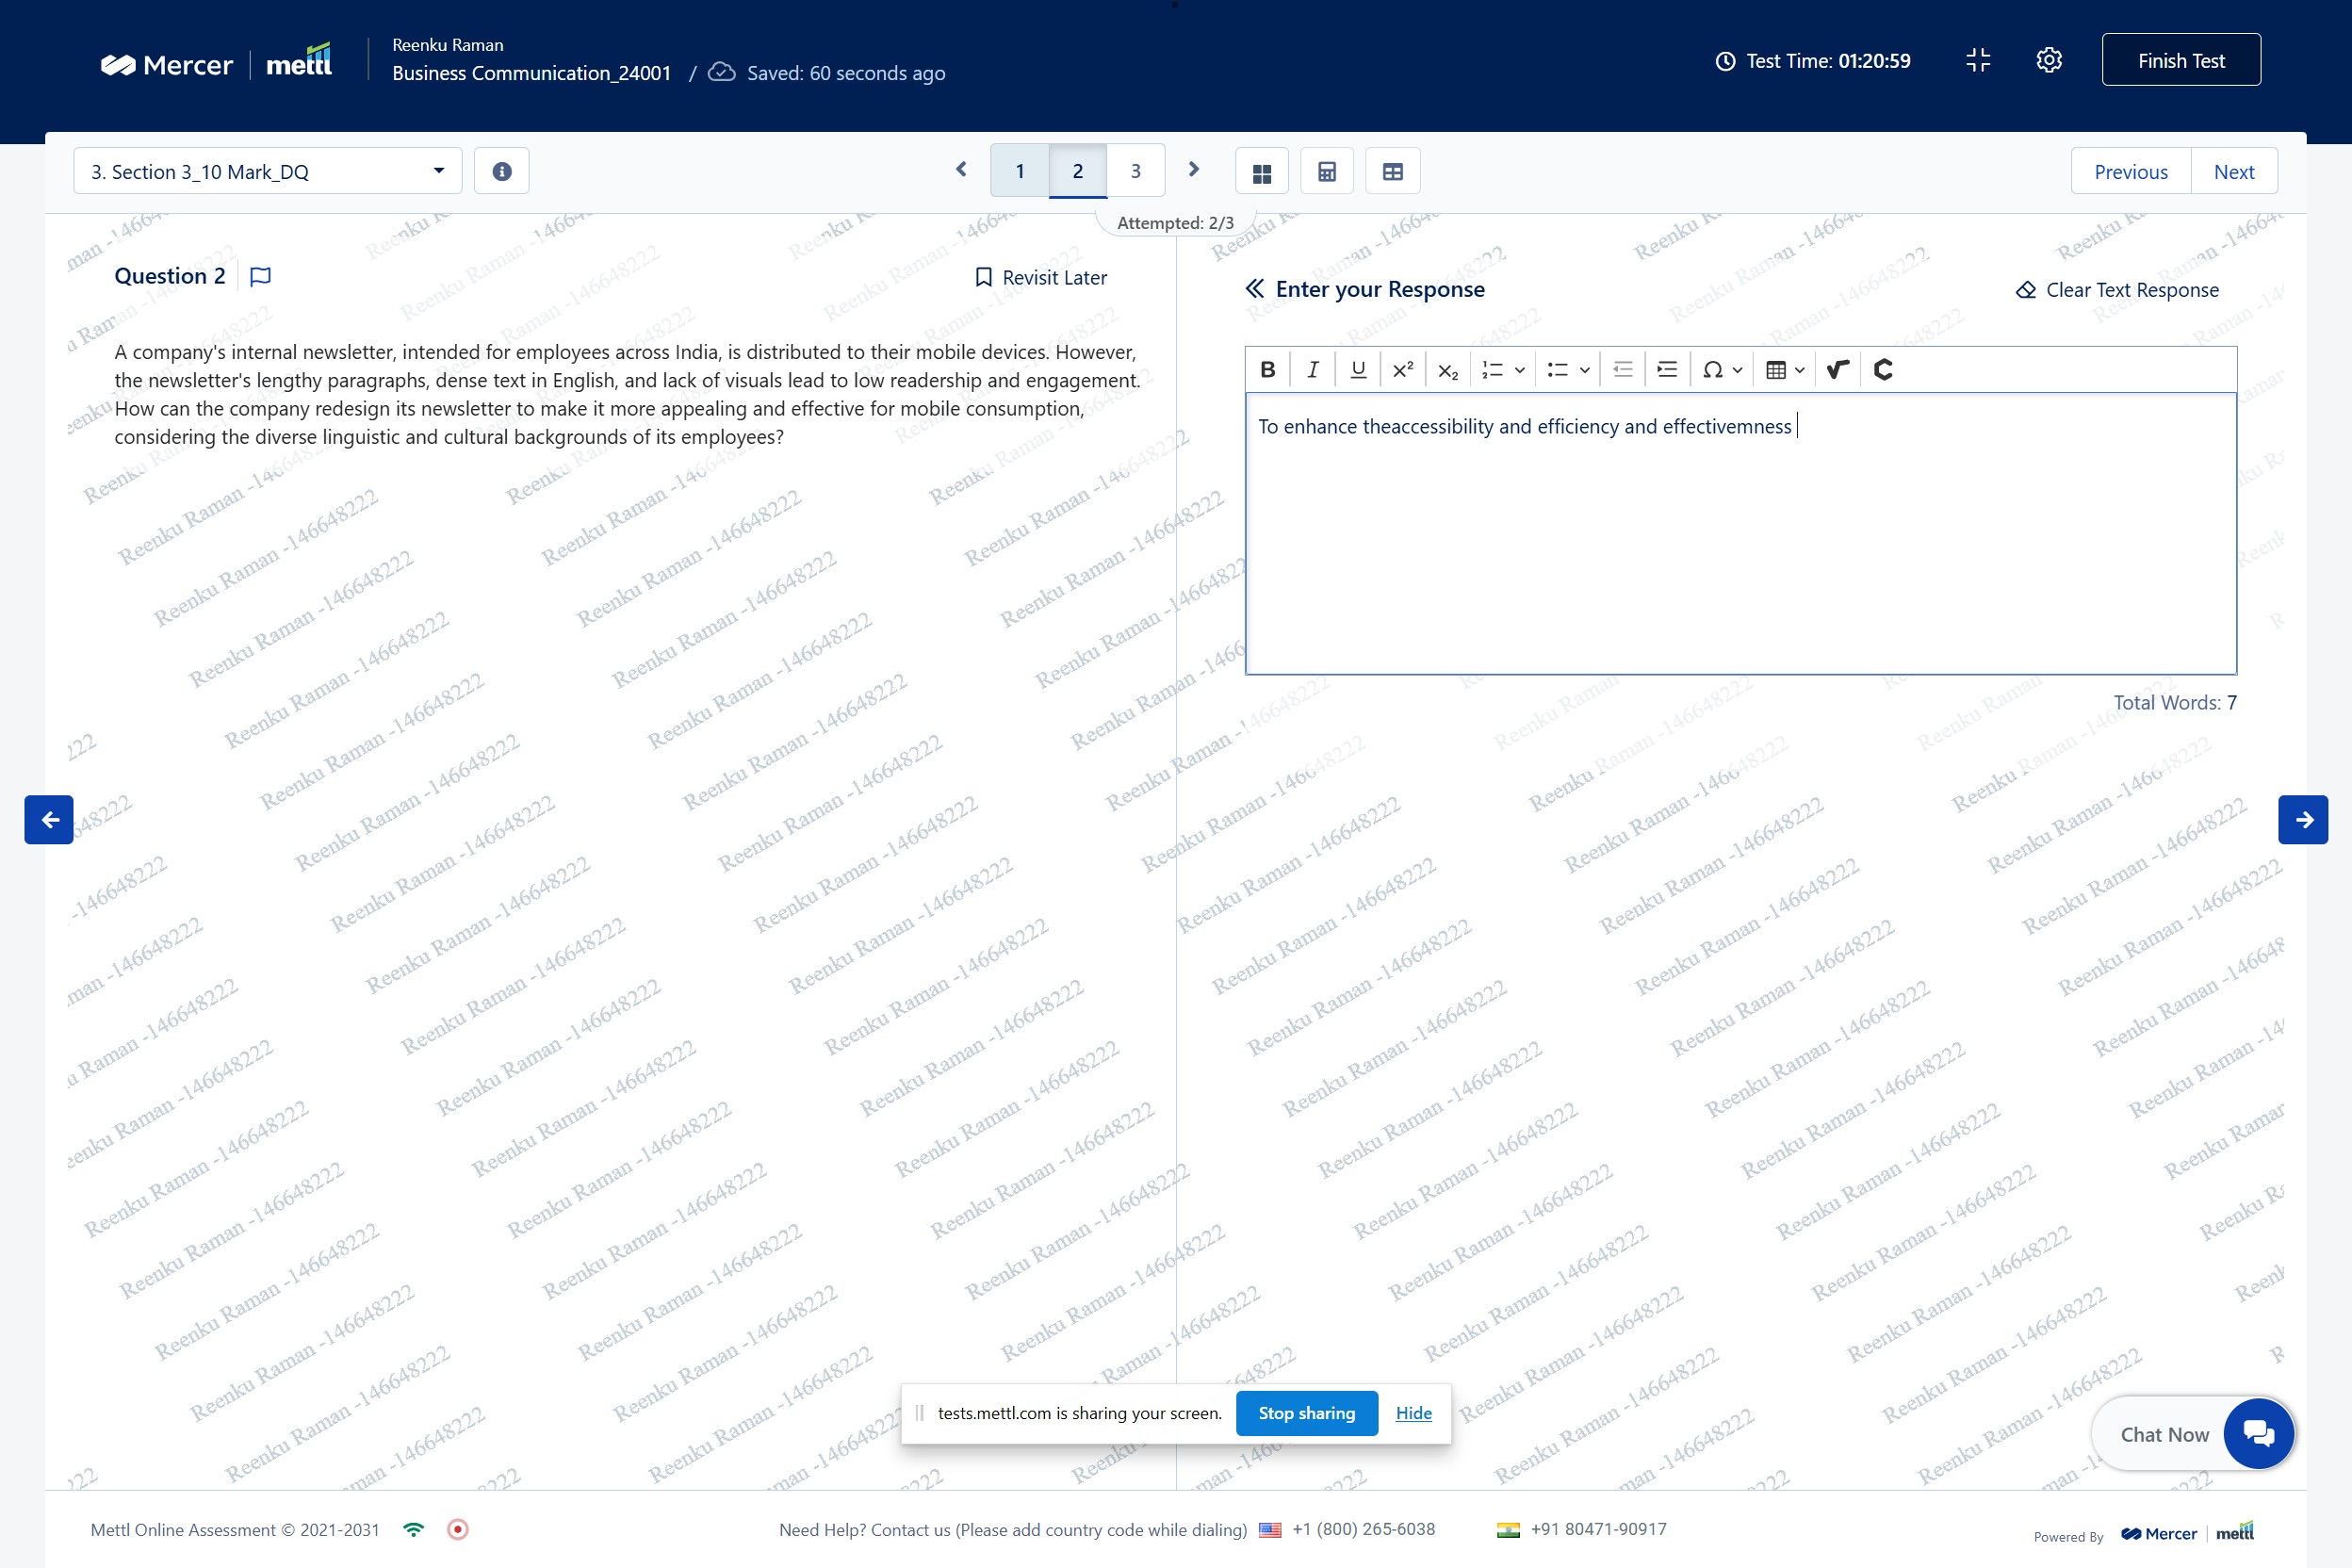 Mercer mettl
Reenku Raman
Business Communication_24001 / Saved: 60 seconds ago
Test Time: 01:20:59
Finish Test
3. Section 3_10 Mark_DQ
1 2 3
Previous Next
Attempted: 2/3
Question 2
Revisit Later
A company's internal newsletter, intended for employees across India, is distributed to their mobile devices. However,
the newsletter's lengthy paragraphs, dense text in English, and lack of visuals lead to low readership and engagement.
How can the company redesign its newsletter to make it more appealing and effective for mobile consumption,
considering the diverse linguistic and cultural backgrounds of its employees?
Enter your Response
Clear Text Response
B I U x² x₂ Ω
To enhance theaccessibility and efficiency and effectivemness
Total Words: 7
Reenku Raman -146648222
tests.mettl.com is sharing your screen. Stop sharing Hide
Chat Now
Mettl Online Assessment © 2021-2031
Need Help? Contact us (Please add country code while dialing) +1 (800) 265-6038 +91 80471-90917
Powered By Mercer mettl